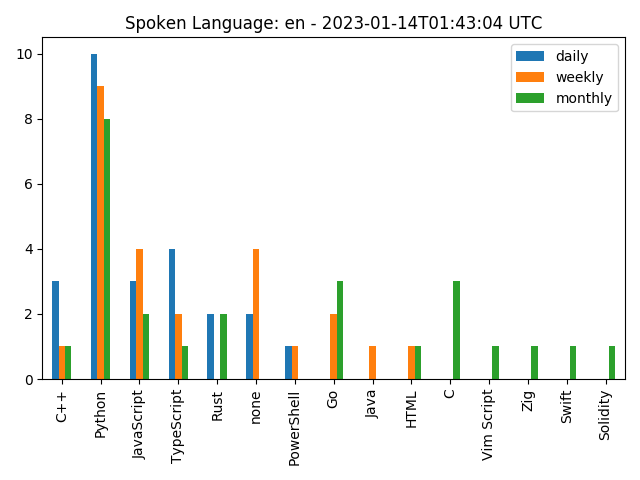 Spoken Language: en - 2023-01-14T01:43:04 UTC
daily
weekly
monthly
10
8
6
4
2
0
C++
Python
JavaScript
TypeScript
Rust
none
PowerShell
Go
Java
HTML
C
Vim Script
Zig
Swift
Solidity